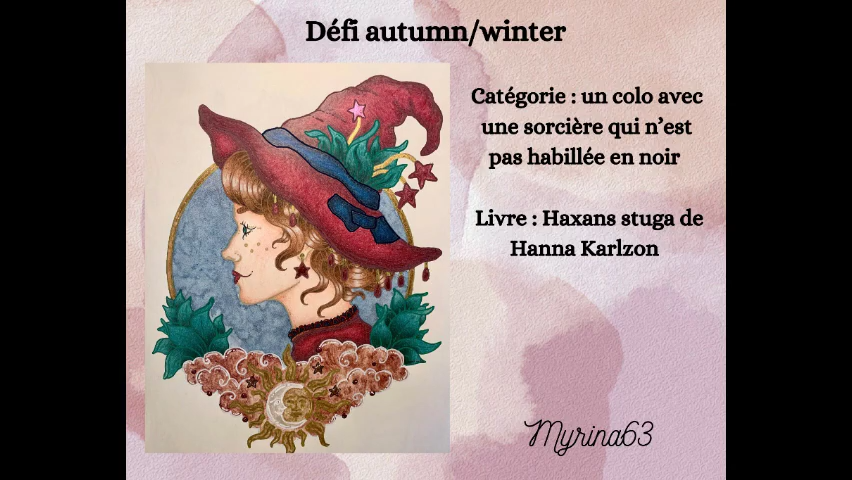 Défi autumn/winter
Catégorie : un colo avec
une sorcière qui n'est
pas habillée en noir
Livre : Haxans stuga de
Hanna Karlzon
Myrina63